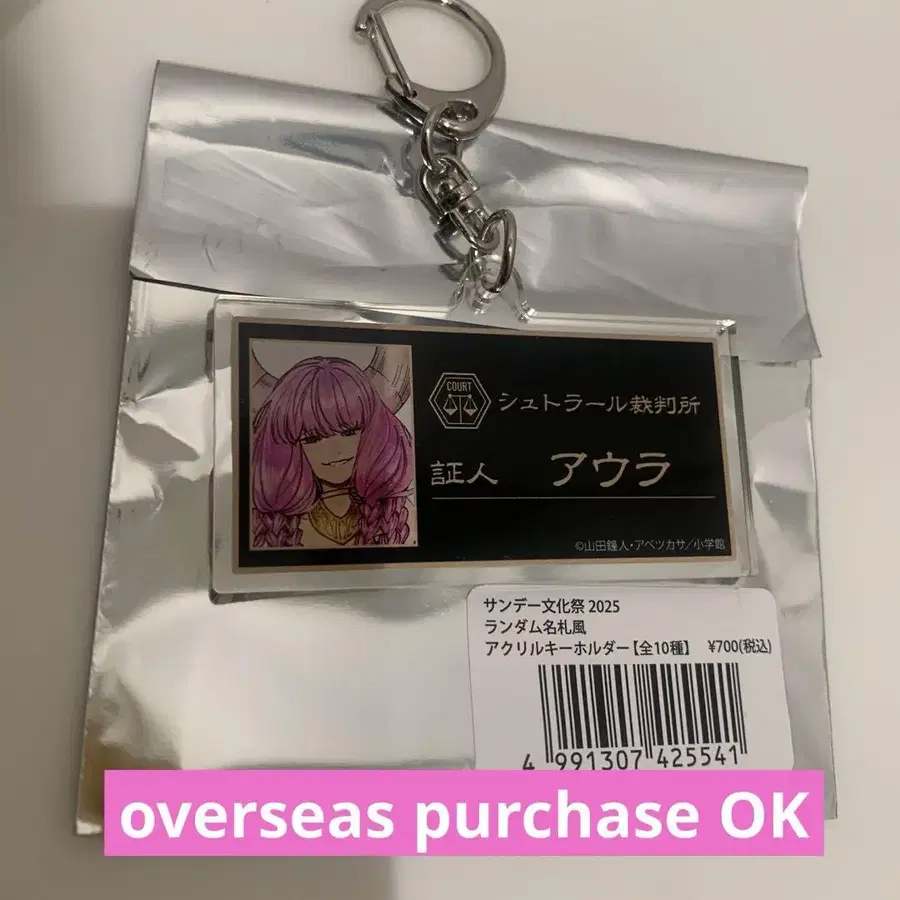 COURT
シュトラール裁判所
証人 アウラ
©山田鐘人・アベツカサ/小学館
サンデー文化祭 2025
ランダム名札風
アクリルキーホルダー【全10種】 ¥700(税込)
4 991307 425541
overseas purchase OK